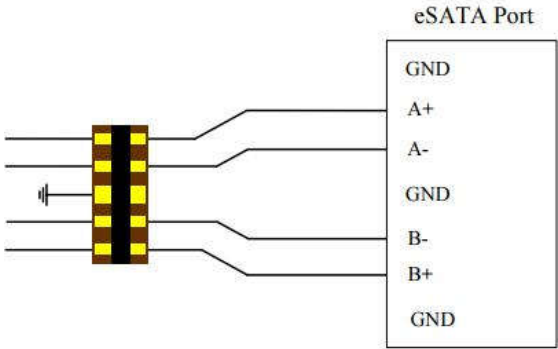 eSATA Port
GND
A+
A-
GND
B-
B+
GND